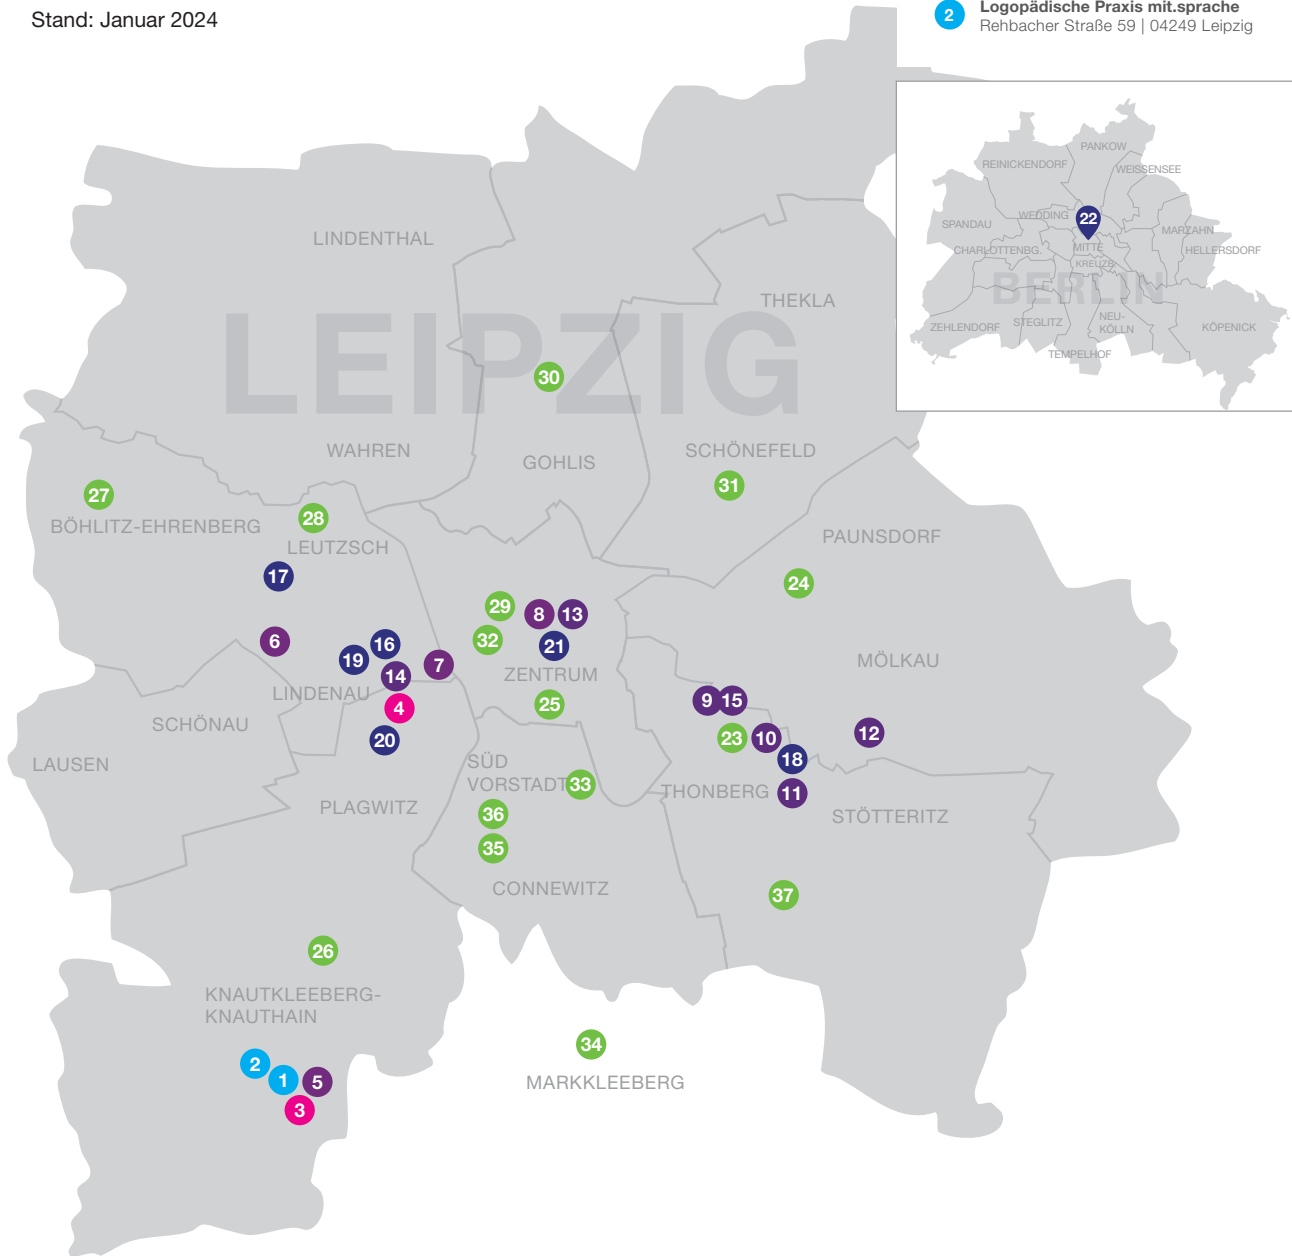 Stand: Januar 2024
Logopädische Praxis mit.sprache
2
Rehbacher Straße 59 | 04249 Leipzig
PANKOW
REINICKENDORF
WEISSENSEE
22
WEDDING
SPANDAU
MARZAHN
MITTE
CHARLOTTENBG.
HELLERSDORF
KREUZB.
BERLIN
NEU-
KÖLLN
STEGLITZ
ZEHLENDORF
KÖPENICK
TEMPELHOF
LINDENTHAL
THEKLA
LEIPZIG
30
WAHREN
GOHLIS
SCHÖNEFELD
27
31
28
BÖHLITZ-EHRENBERG
LEUTZSCH
PAUNSDORF
17
24
29
8
13
6
16
32
21
19
7
14
ZENTRUM
MÖLKAU
LINDENAU
4
25
9
15
SCHÖNAU
20
23
10
12
18
LAUSEN
SÜD
VORSTADT
33
THONBERG
11
PLAGWITZ
36
STÖTTERITZ
35
CONNEWITZ
37
26
KNAUTKLEEBERG-
KNAUTHAIN
34
2
1
5
MARKKLEEBERG
3